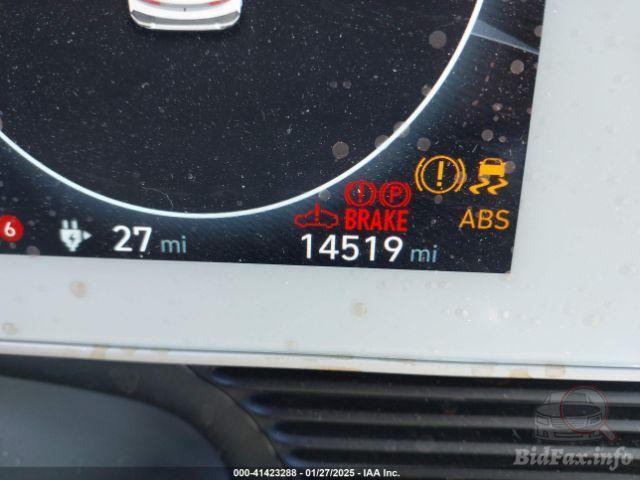 P
BRAKE
ABS
6
27 mi
14519 mi
000-41423288 - 01/27/2025 - IAA Inc.
BidFax.info